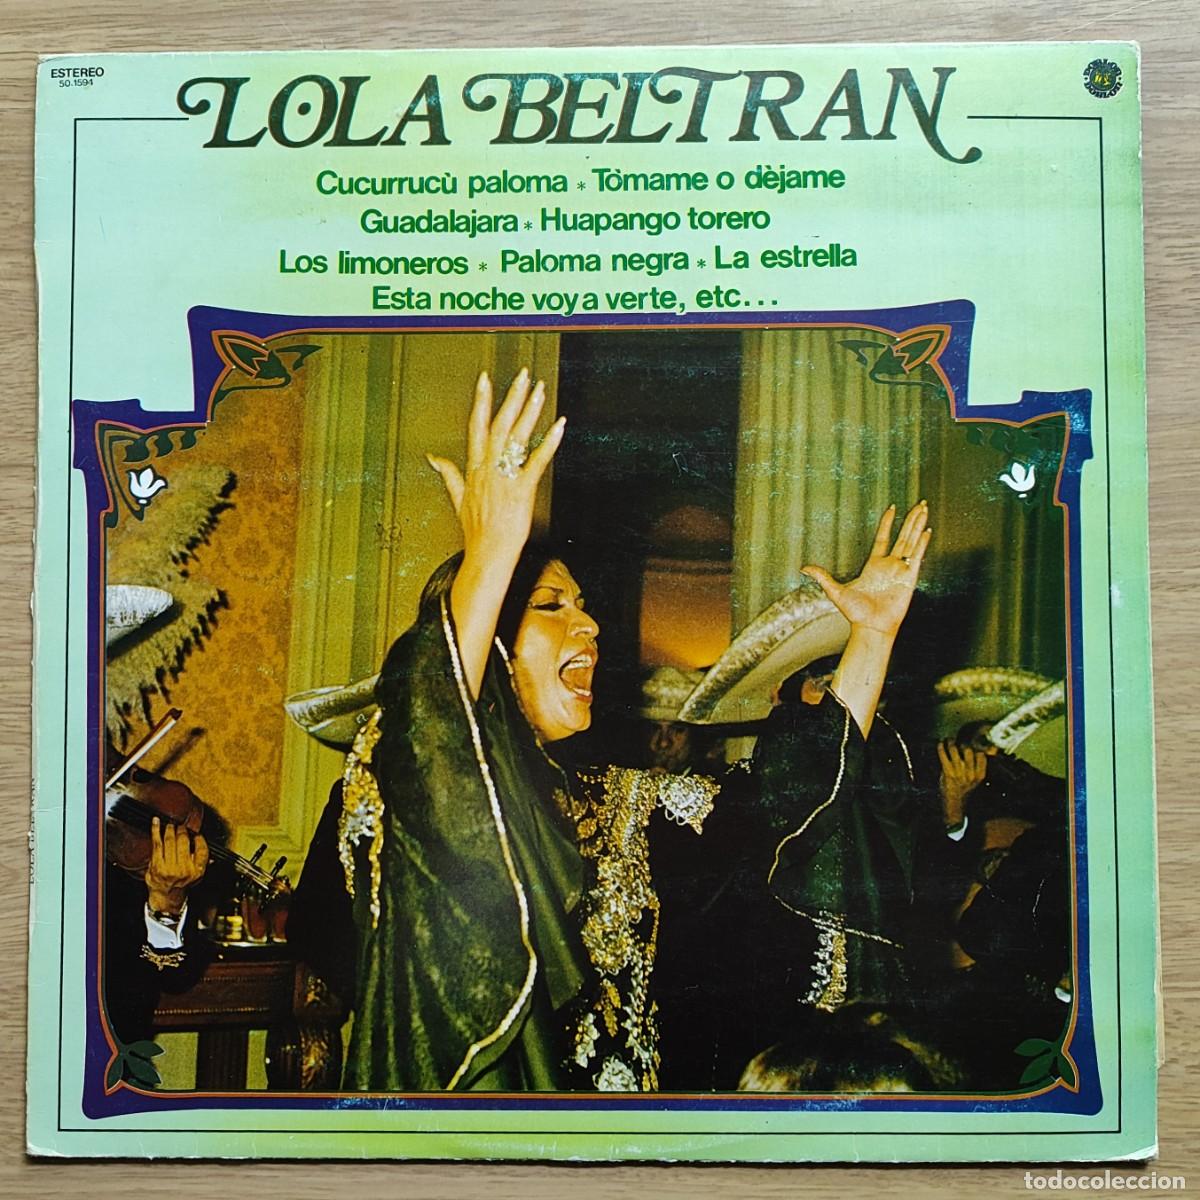 ESTEREO
50.1594
LOLA BELTRAN
Cucurrucù paloma * Tòmame o dèjame
Guadalajara * Huapango torero
Los limoneros * Paloma negra * La estrella
Esta noche voy a verte, etc...
todocoleccion